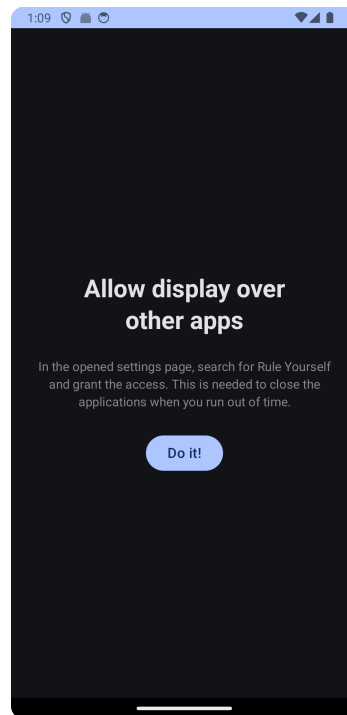 1:09
Allow display over
other apps
In the opened settings page, search for Rule Yourself
and grant the access. This is needed to close the
applications when you run out of time.
Do it!